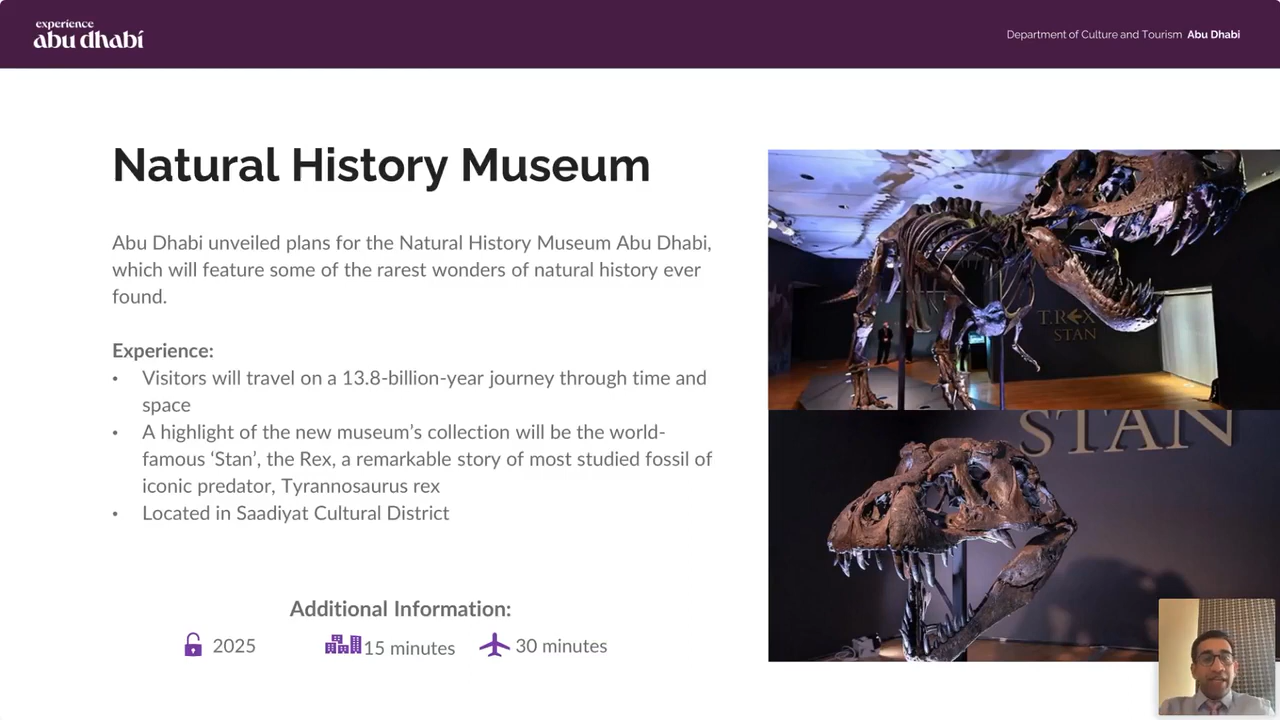 experience
abu dhabi
Department of Culture and Tourism Abu Dhabi
Natural History Museum
Abu Dhabi unveiled plans for the Natural History Museum Abu Dhabi,
which will feature some of the rarest wonders of natural history ever
found.
Experience:
• Visitors will travel on a 13.8-billion-year journey through time and
space
• A highlight of the new museum’s collection will be the world-
famous ‘Stan’, the Rex, a remarkable story of most studied fossil of
iconic predator, Tyrannosaurus rex
• Located in Saadiyat Cultural District
Additional Information:
2025 15 minutes 30 minutes
T.REX
STAN
STAN